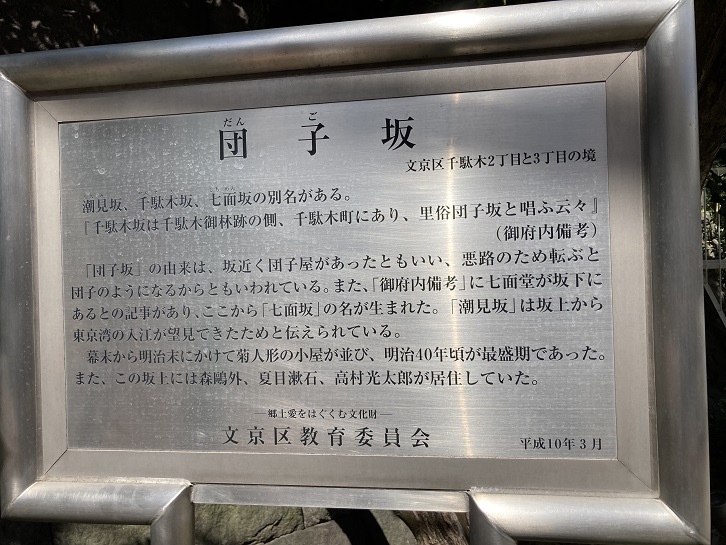 だん ご
団子坂
文京区千駄木2丁目と3丁目の境
しちめん
潮見坂、千駄木坂、七面坂の別名がある。
『千駄木坂は千駄木御林跡の側、千駄木町にあり、里俗団子坂と唱ふ云々』
(御府内備考)
「団子坂」の由来は、坂近く団子屋があったともいい、悪路のため転ぶと
団子のようになるからともいわれている。また、「御府内備考」に七面堂が坂下に
あるとの記事があり、ここから「七面坂」の名が生まれた。「潮見坂」は坂上から
東京湾の入江が望見できたためと伝えられている。
幕末から明治末にかけて菊人形の小屋が並び、明治40年頃が最盛期であった。
また、この坂上には森鷗外、夏目漱石、高村光太郎が居住していた。
―郷土愛をはぐくむ文化財―
文京区教育委員会
平成10年3月